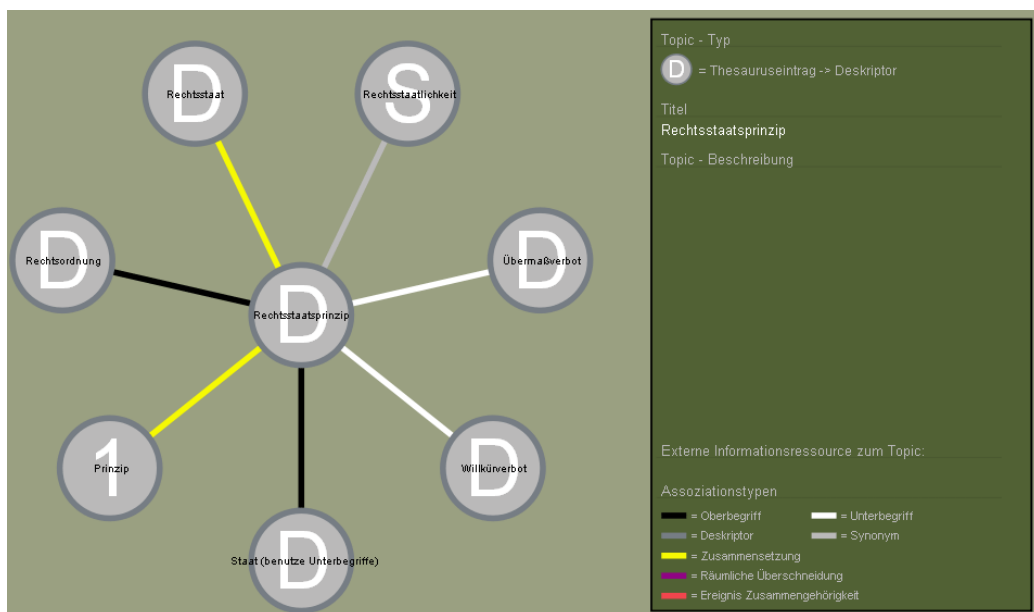 D
Rechtsstaat
S
Rechtsstaatlichkeit
D
Rechtsordnung
D
Übermaßverbot
D
Rechtsstaatsprinzip
1
Prinzip
D
Willkürverbot
D
Staat (benutze Unterbegriffe)
Topic - Typ
D = Thesauruseintrag -> Deskriptor
Titel
Rechtsstaatsprinzip
Topic - Beschreibung
Externe Informationsressource zum Topic:
Assoziationstypen
= Oberbegriff = Unterbegriff
= Deskriptor = Synonym
= Zusammensetzung
= Räumliche Überschneidung
= Ereignis Zusammengehörigkeit